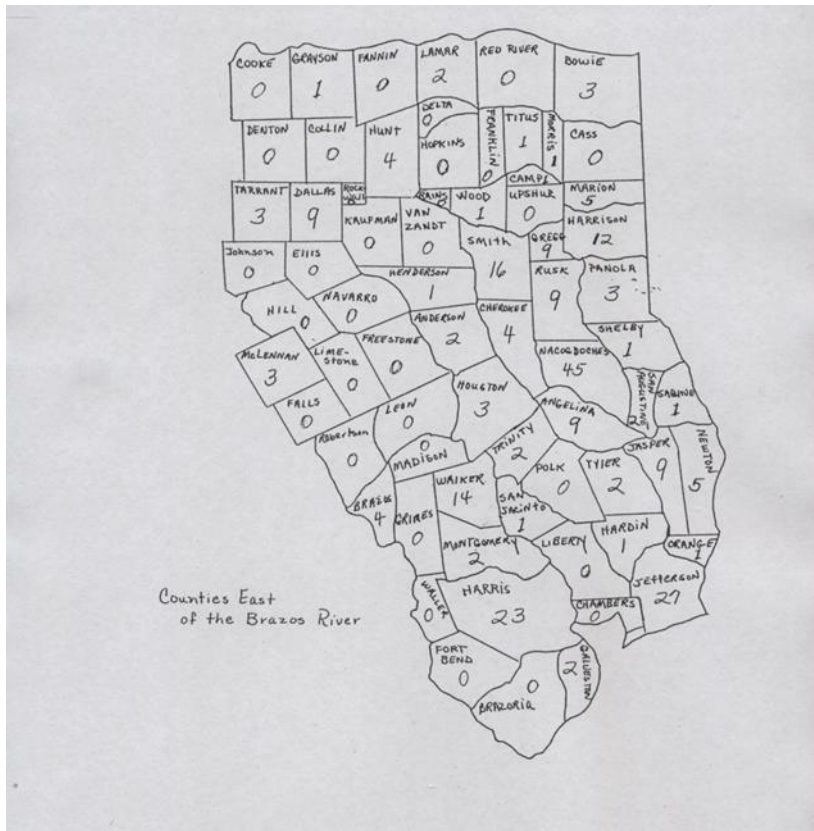 COOKE
0
GRAYSON
1
FANNIN
0
LAMAR
2
RED RIVER
0
BOWIE
3
DENTON
0
COLLIN
0
HUNT
4
DELTA
0
HOPKINS
0
FRANKLIN
0
TITUS
1
MORRIS
1
CASS
0
CAMP 1
TARRANT
3
DALLAS
9
ROCK
WALL
0
KAUFMAN
0
RAINS
0
VAN
ZANDT
0
WOOD
1
UPSHUR
0
MARION
5
HARRISON
12
SMITH
16
GREGG
9
Johnson
0
Ellis
0
HENDERSON
1
RUSK
9
PANOLA
3
HILL
0
NAVARRO
0
ANDERSON
2
CHEROKEE
4
SHELBY
1
McLENNAN
3
LIME-
STONE
0
FREESTONE
0
NACOGDOCHES
45
SAN
AUGUSTINE
2
SABINE
1
FALLS
0
LEON
0
HOUSTON
3
ANGELINA
9
Robertson
0
MADISON
0
TRINITY
2
POLK
0
TYLER
2
JASPER
9
NEWTON
5
BRAZOS
4
GRIMES
0
WALKER
14
SAN
JACINTO
1
MONTGOMERY
2
LIBERTY
0
HARDIN
1
ORANGE
1
JEFFERSON
27
WALLER
0
HARRIS
23
CHAMBERS
0
Counties East
of the Brazos River
FORT
BEND
0
0
BRAZORIA
2
GALVESTON